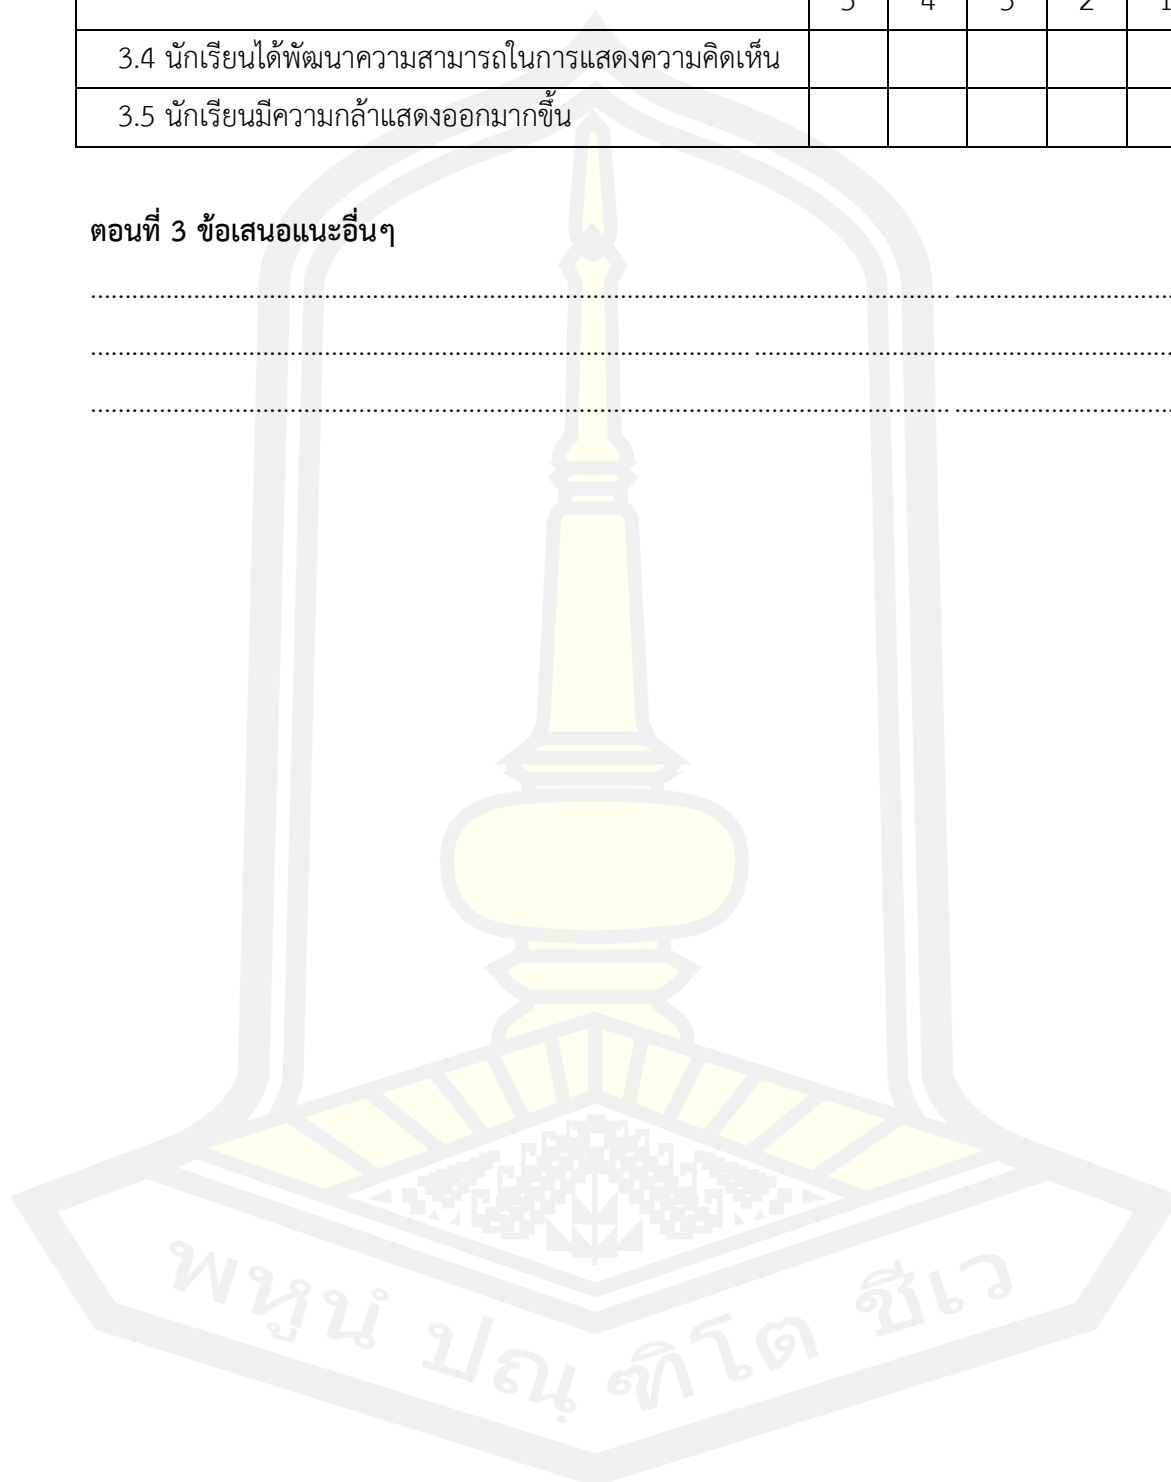 5 4 3 2 1
3.4 นักเรียนได้พัฒนาความสามารถในการแสดงความคิดเห็น
3.5 นักเรียนมีความกล้าแสดงออกมากขึ้น
ตอนที่ 3 ข้อเสนอแนะอื่นๆ
พหูนํ ปณฺฑิโต ชีเว